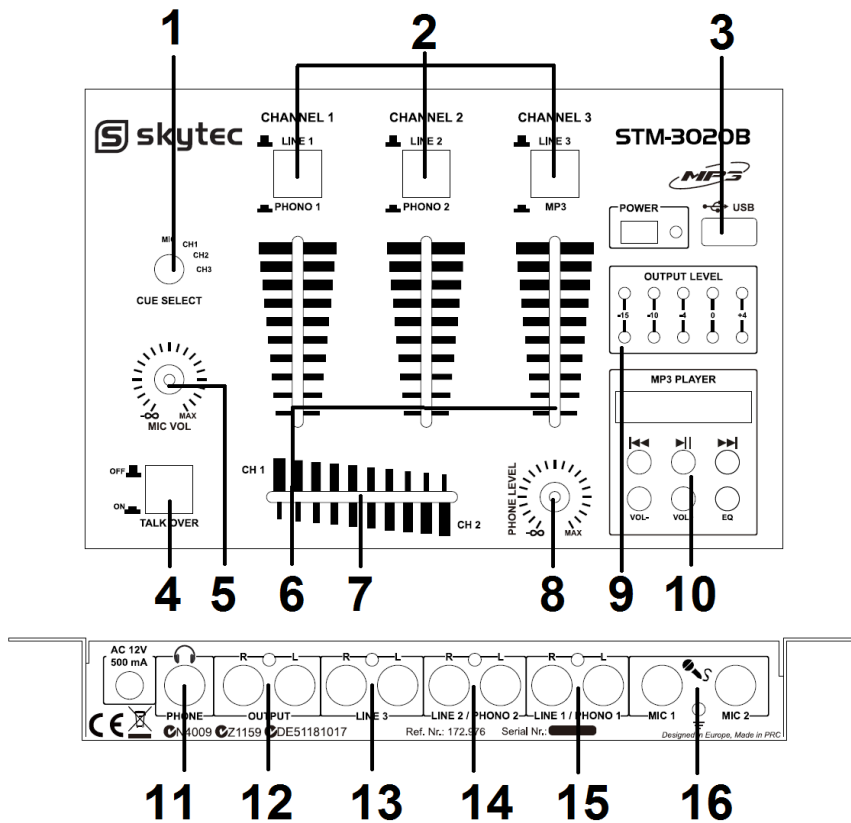 1 2 3
skytec
CHANNEL 1 CHANNEL 2 CHANNEL 3
LINE 1 LINE 2 LINE 3
STM-3020B
MP3
PHONO 1 PHONO 2 MP3
POWER USB
MIC
CH1
CH2
CH3
CUE SELECT
OUTPUT LEVEL
-15 -10 -4 0 +4
MP3 PLAYER
-∞ MAX
MIC VOL
CH 1
CH 2
OFF
ON
TALK OVER
PHONE LEVEL
-∞ MAX
VOL- VOL EQ
4 5 6 7 8 9 10
AC 12V
500 mA
R L R L R L R L
PHONE OUTPUT LINE 3 LINE 2 / PHONO 2 LINE 1 / PHONO 1 MIC 1 MIC 2
CE N4009 Z1159 DE51181017 Ref. Nr.: 172.976 Serial Nr.:
Designed in Europe, Made in PRC
11 12 13 14 15 16